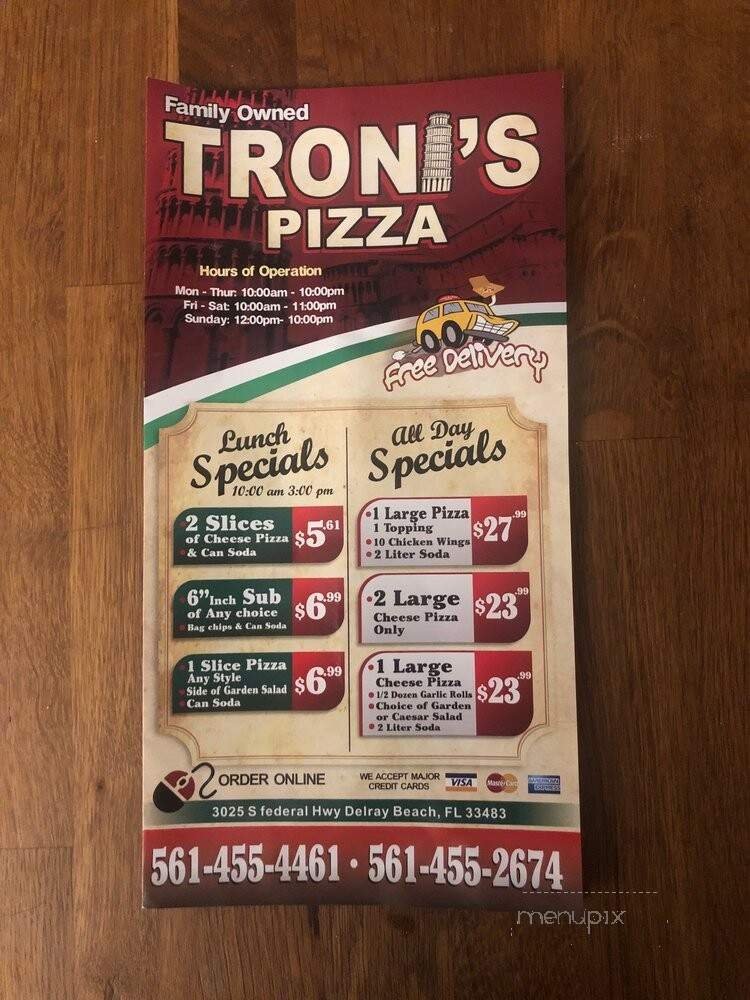 Family Owned
TRONI'S
PIZZA
Hours of Operation
Mon - Thur: 10:00am - 10:00pm
Fri - Sat: 10:00am - 11:00pm
Sunday: 12:00pm- 10:00pm
Free Delivery
Lunch
Specials
10:00 am 3:00 pm
• 2 Slices
of Cheese Pizza
• & Can Soda
$5.61
6”Inch Sub
of Any choice
• Bag chips & Can Soda
$6.99
• 1 Slice Pizza
Any Style
• Side of Garden Salad
• Can Soda
$6.99
All Day
Specials
• 1 Large Pizza
1 Topping
• 10 Chicken Wings
• 2 Liter Soda
$27.99
• 2 Large
Cheese Pizza
Only
$23.99
• 1 Large
Cheese Pizza
• 1/2 Dozen Garlic Rolls
• Choice of Garden
or Caesar Salad
• 2 Liter Soda
$23.99
ORDER ONLINE
WE ACCEPT MAJOR
CREDIT CARDS
VISA
MasterCard
AMERICAN
EXPRESS
3025 S federal Hwy Delray Beach, FL 33483
561-455-4461 • 561-455-2674
menupix